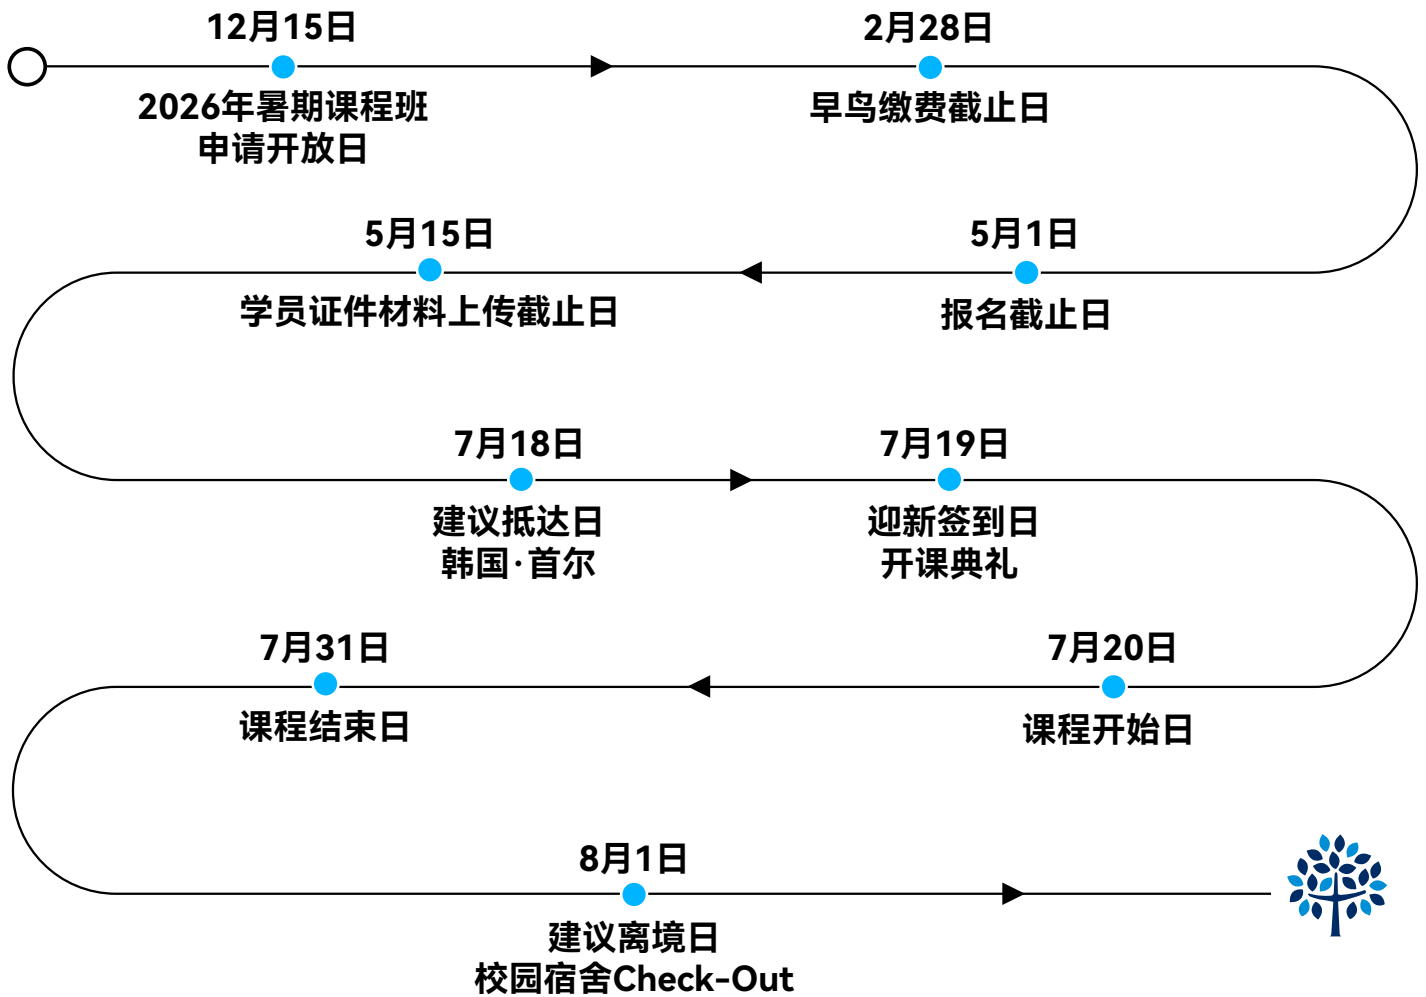 12月15日
2026年暑期课程班
申请开放日
2月28日
早鸟缴费截止日
5月1日
报名截止日
5月15日
学员证件材料上传截止日
7月18日
建议抵达日
韩国·首尔
7月19日
迎新签到日
开课典礼
7月20日
课程开始日
7月31日
课程结束日
8月1日
建议离境日
校园宿舍Check-Out